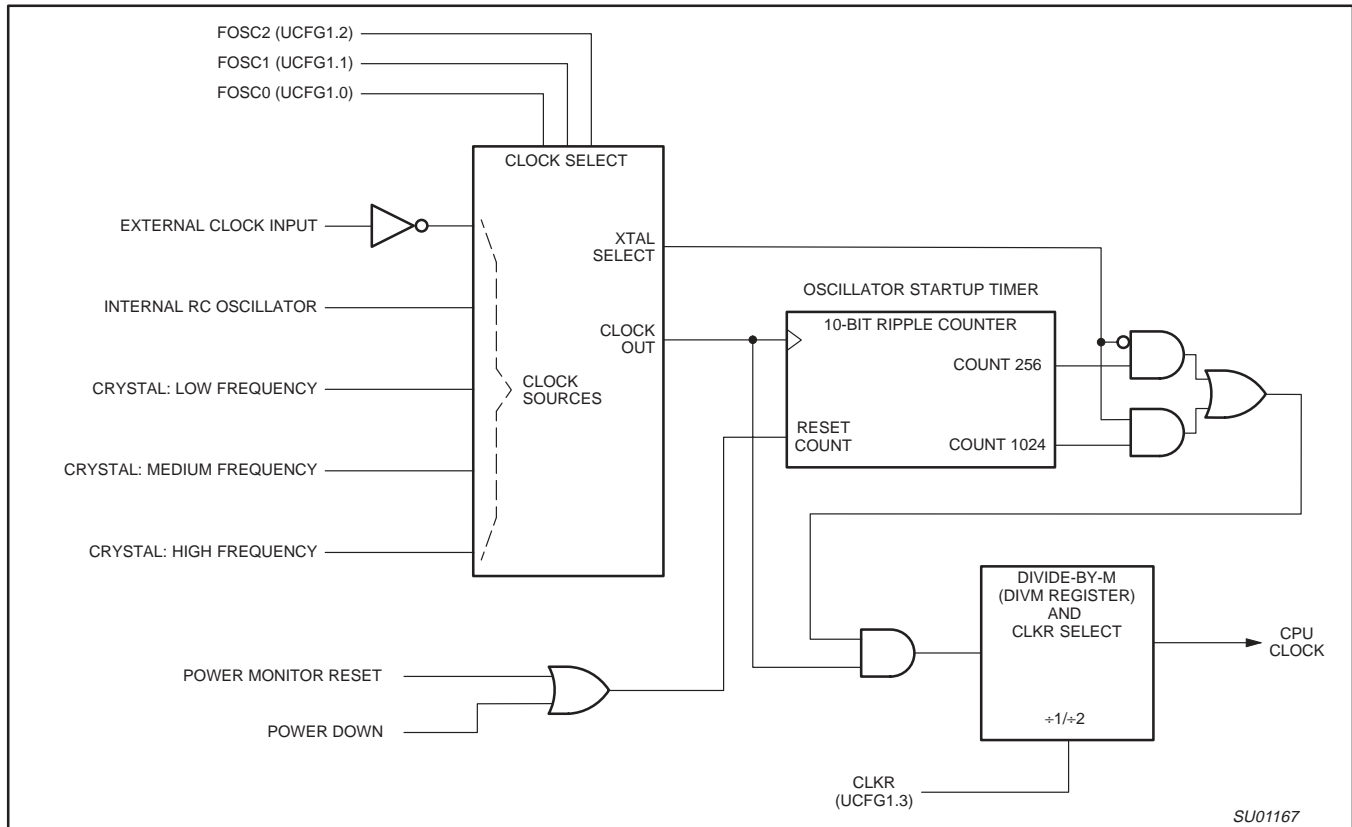 FOSC2 (UCFG1.2)
FOSC1 (UCFG1.1)
FOSC0 (UCFG1.0)
CLOCK SELECT
EXTERNAL CLOCK INPUT
XTAL
SELECT
INTERNAL RC OSCILLATOR
OSCILLATOR STARTUP TIMER
10-BIT RIPPLE COUNTER
CLOCK
OUT
COUNT 256
CRYSTAL: LOW FREQUENCY
CLOCK
SOURCES
RESET
COUNT
COUNT 1024
CRYSTAL: MEDIUM FREQUENCY
CRYSTAL: HIGH FREQUENCY
DIVIDE-BY-M
(DIVM REGISTER)
AND
CLKR SELECT
CPU
CLOCK
POWER MONITOR RESET
POWER DOWN
÷1/÷2
CLKR
(UCFG1.3)
SU01167